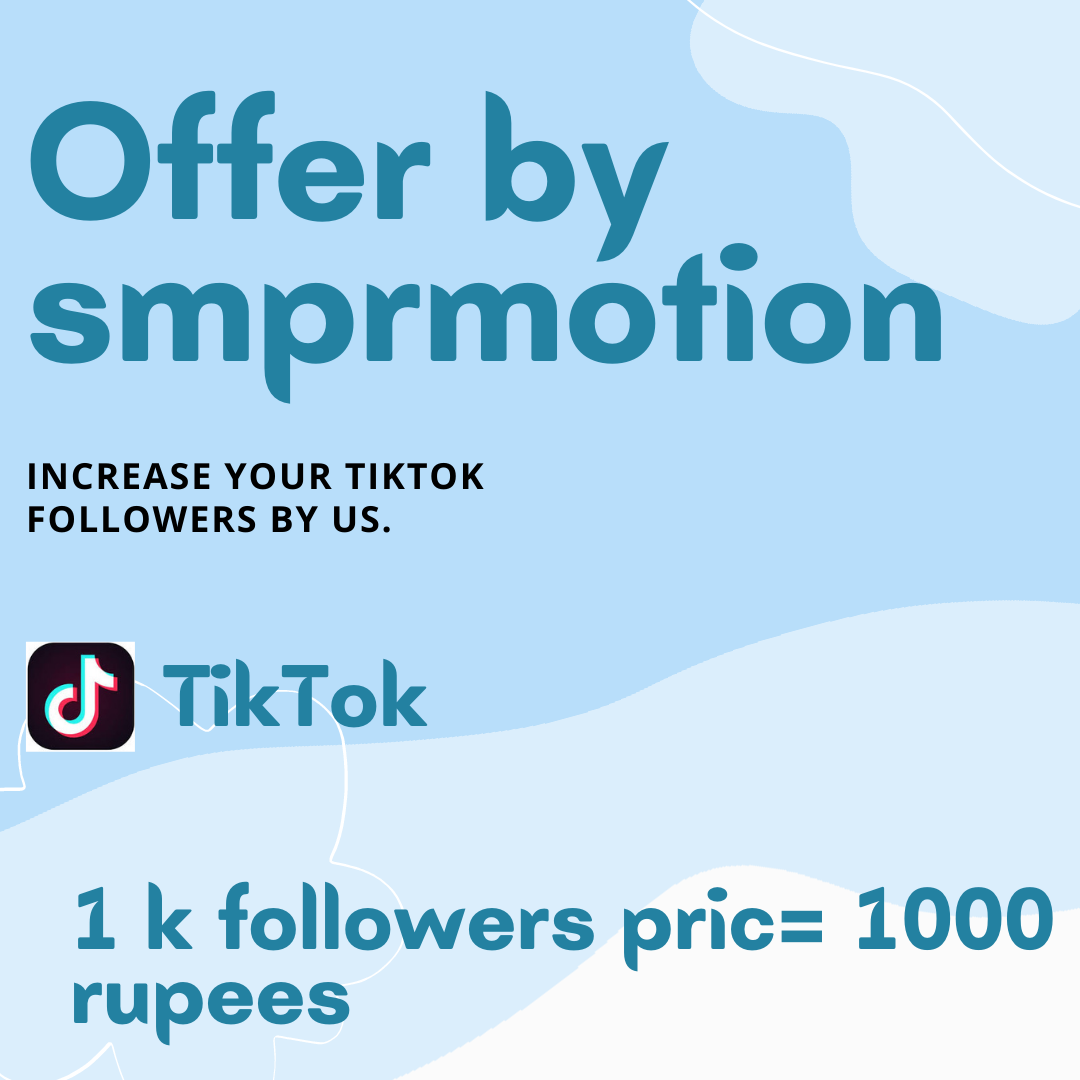 Offer by
smprmotion
INCREASE YOUR TIKTOK
FOLLOWERS BY US.
TikTok
1 k followers pric= 1000
rupees